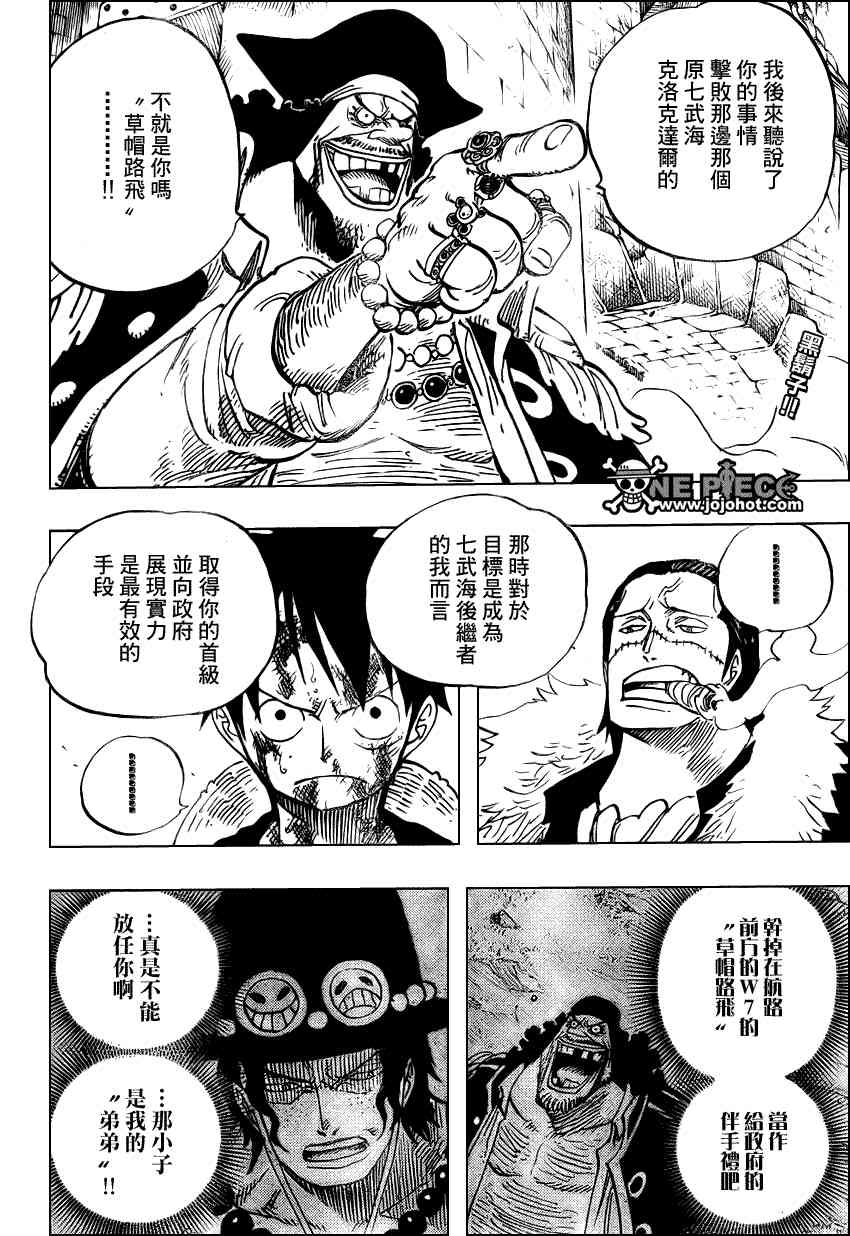 我後來聽說了
你的事情
擊敗那邊那個
原七武海
克洛克達爾的
不就是你嗎
〝草帽路飛〞
…………!!
黑鬍子!!
ONE PIECE
www.jojohot.com
…………
那時對於
目標是成為
七武海後繼者
的我而言
取得你的首級
並向政府
展現實力
是最有效的
手段
…………
幹掉在航路
前方的W7的
〝草帽路飛〞
當作
給政府的
伴手禮吧
…真是不能
放任你啊
…那小子
是我的
〝弟弟〞!!